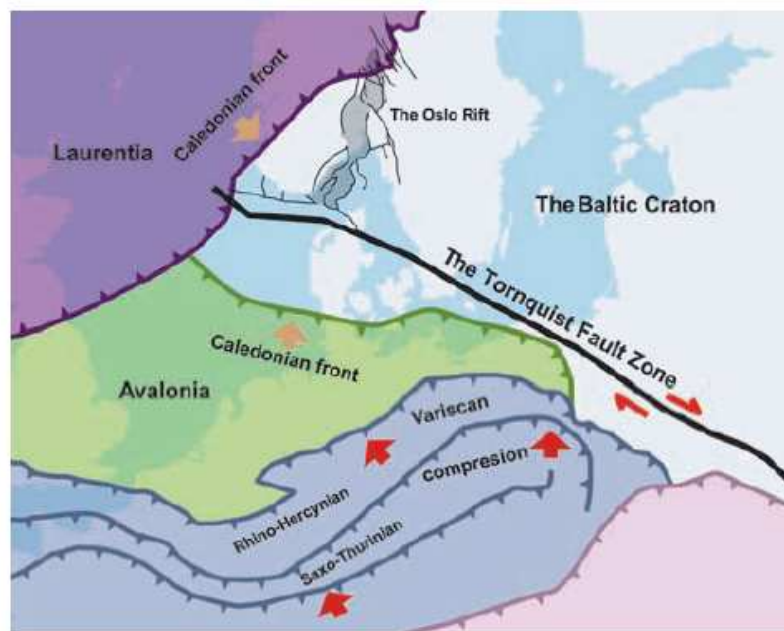 Caledonian front
Laurentia
The Oslo Rift
The Baltic Craton
The Tornquist Fault Zone
Caledonian front
Avalonia
Variscan
compresion
Rhino-Hercynian
Saxo-Thurinian